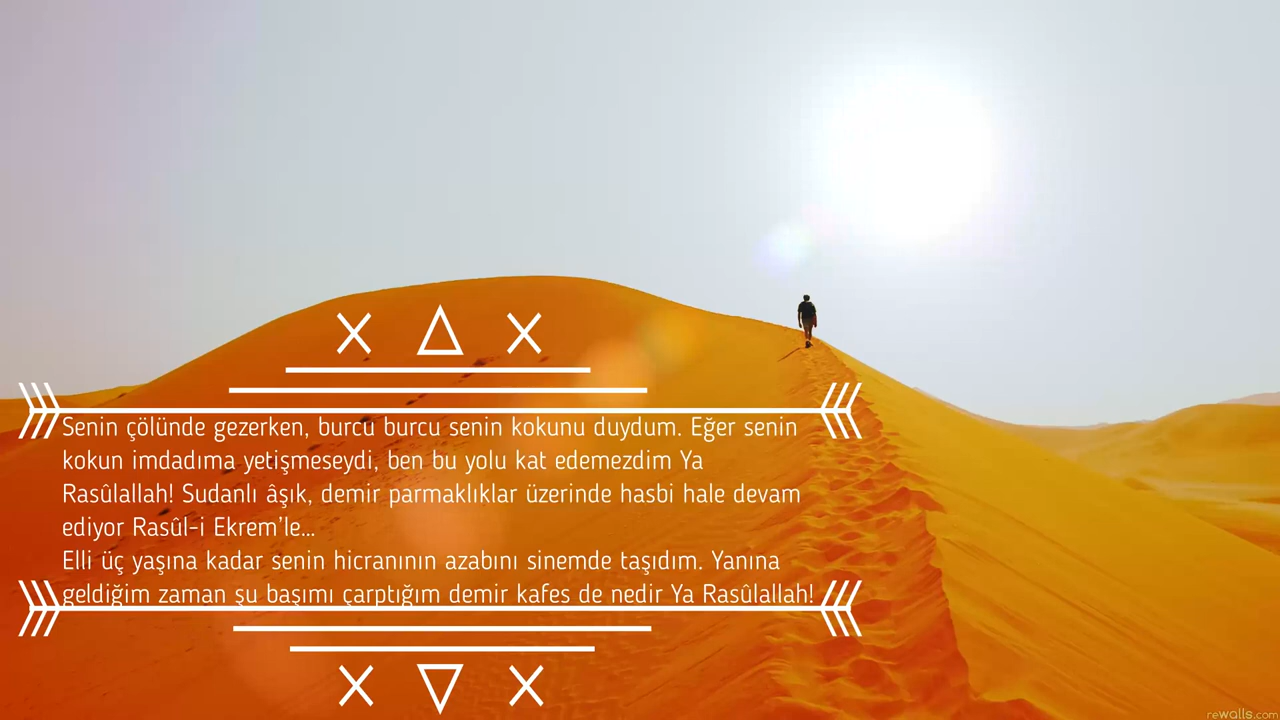 Senin çölünde gezerken, burcu burcu senin kokunu duydum. Eğer senin
kokun imdadıma yetişmeseydi, ben bu yolu kat edemezdim Ya
Rasûlallah! Sudanlı âşık, demir parmaklıklar üzerinde hasbi hale devam
ediyor Rasûl-i Ekrem'le...
Elli üç yaşına kadar senin hicranının azabını sinemde taşıdım. Yanına
geldiğim zaman şu başımı çarptığım demir kafes de nedir Ya Rasûlallah!
rewalls.com